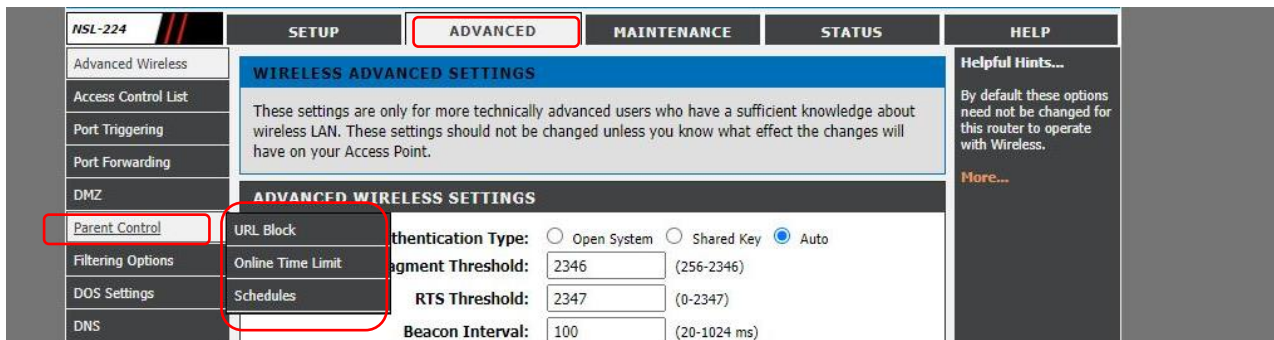 NSL-224
SETUP
ADVANCED
MAINTENANCE
STATUS
HELP
Advanced Wireless
Access Control List
Port Triggering
Port Forwarding
DMZ
Parent Control
Filtering Options
DOS Settings
DNS
URL Block
Online Time Limit
Schedules
WIRELESS ADVANCED SETTINGS
These settings are only for more technically advanced users who have a sufficient knowledge about
wireless LAN. These settings should not be changed unless you know what effect the changes will
have on your Access Point.
ADVANCED WIRELESS SETTINGS
thentication Type: Open System Shared Key Auto
agment Threshold: 2346 (256-2346)
RTS Threshold: 2347 (0-2347)
Beacon Interval: 100 (20-1024 ms)
Helpful Hints...
By default these options
need not be changed for
this router to operate
with Wireless.
More...